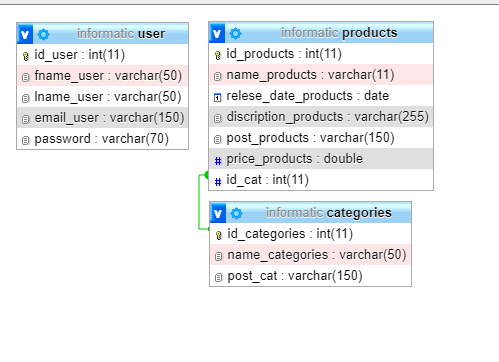 informatic user
id_user : int(11)
fname_user : varchar(50)
lname_user : varchar(50)
email_user : varchar(150)
password : varchar(70)
informatic products
id_products : int(11)
name_products : varchar(11)
relese_date_products : date
discription_products : varchar(255)
post_products : varchar(150)
price_products : double
id_cat : int(11)
informatic categories
id_categories : int(11)
name_categories : varchar(50)
post_cat : varchar(150)